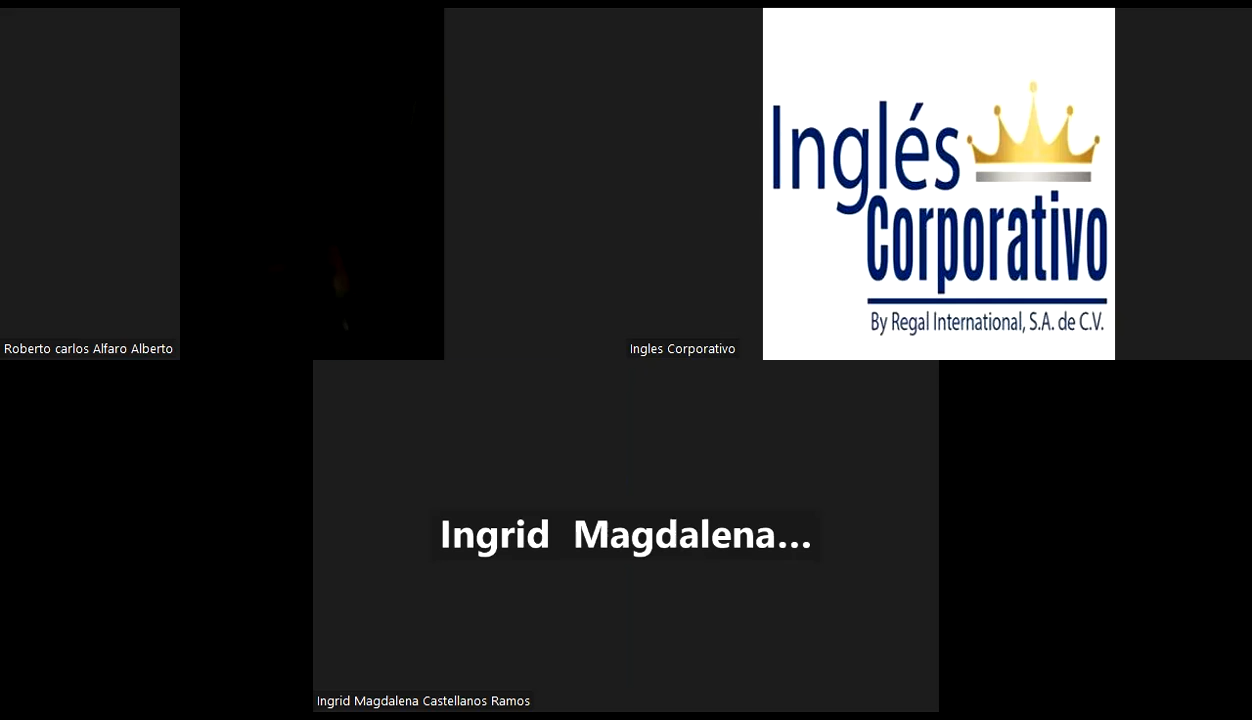 Inglés
Corporativo
By Regal International, S.A. de C.V.
Roberto carlos Alfaro Alberto
Ingles Corporativo
Ingrid Magdalena...
Ingrid Magdalena Castellanos Ramos